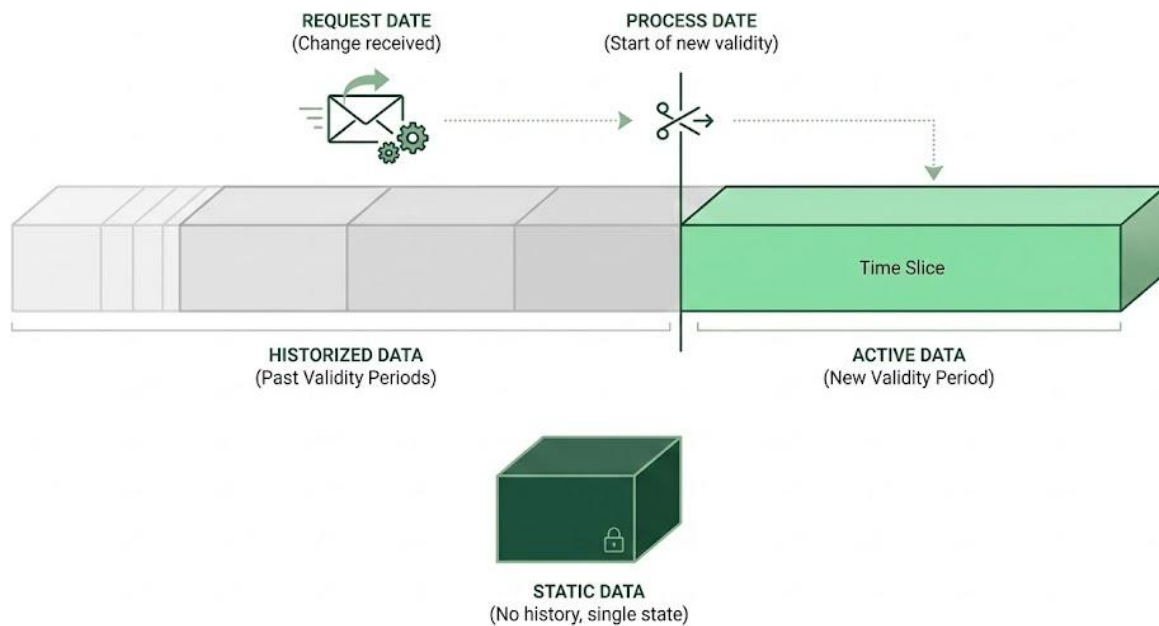 REQUEST DATE
(Change received)
PROCESS DATE
(Start of new validity)
Time Slice
HISTORIZED DATA
(Past Validity Periods)
ACTIVE DATA
(New Validity Period)
STATIC DATA
(No history, single state)